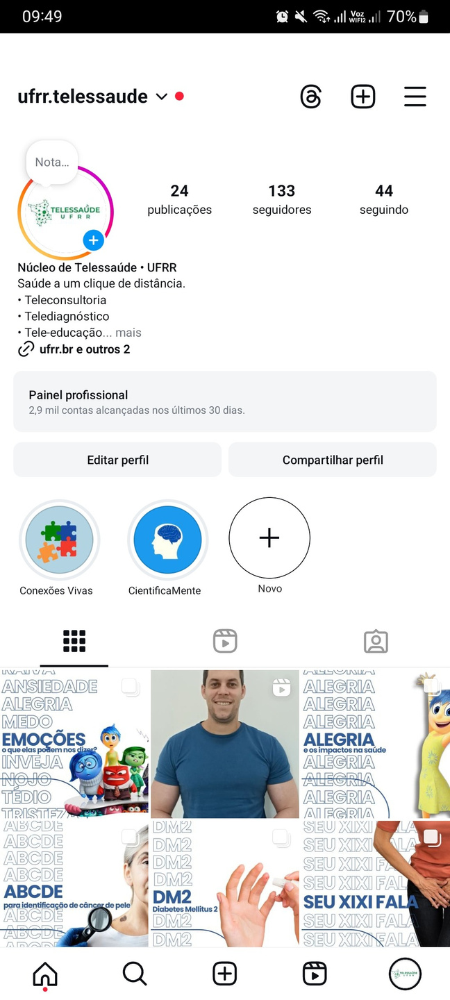 09:49
Voz
WIFI2
70%
ufrr.telessaude
Nota...
TELESSAÚDE
UFRR
24
publicações
133
seguidores
44
seguindo
Núcleo de Telessaúde • UFRR
Saúde a um clique de distância.
• Teleconsultoria
• Telediagnóstico
• Tele-educação... mais
ufrr.br e outros 2
Painel profissional
2,9 mil contas alcançadas nos últimos 30 dias.
Editar perfil
Compartilhar perfil
Conexões Vivas
CientificaMente
Novo
RAIVA
ANSIEDADE
ALEGRIA
MEDO
EMOÇÕES
o que elas podem nos dizer?
INVEJA
NOJO
TÉDIO
TRISTEZA
ALEGRIA
ALEGRIA
ALEGRIA
ALEGRIA
ALEGRIA
e os impactos na saúde
ALEGRIA
ALEGRIA
ALEGRIA
ALEGRIA
ABCDE
ABCDE
ABCDE
ABCDE
ABCDE
para identificação de câncer de pele
ABCDE
ABCDE
ABCDE
DM2
DM2
DM2
DM2
DM2
Diabetes Mellitus 2
DM2
DM2
SEU XIXI FALA
SEU XIXI FALA
SEU XIXI FALA
SEU XIXI FALA
SEU XIXI FALA
SEU XIXI FALA
SEU XIXI FALA
TELESSAÚDE
UFRR